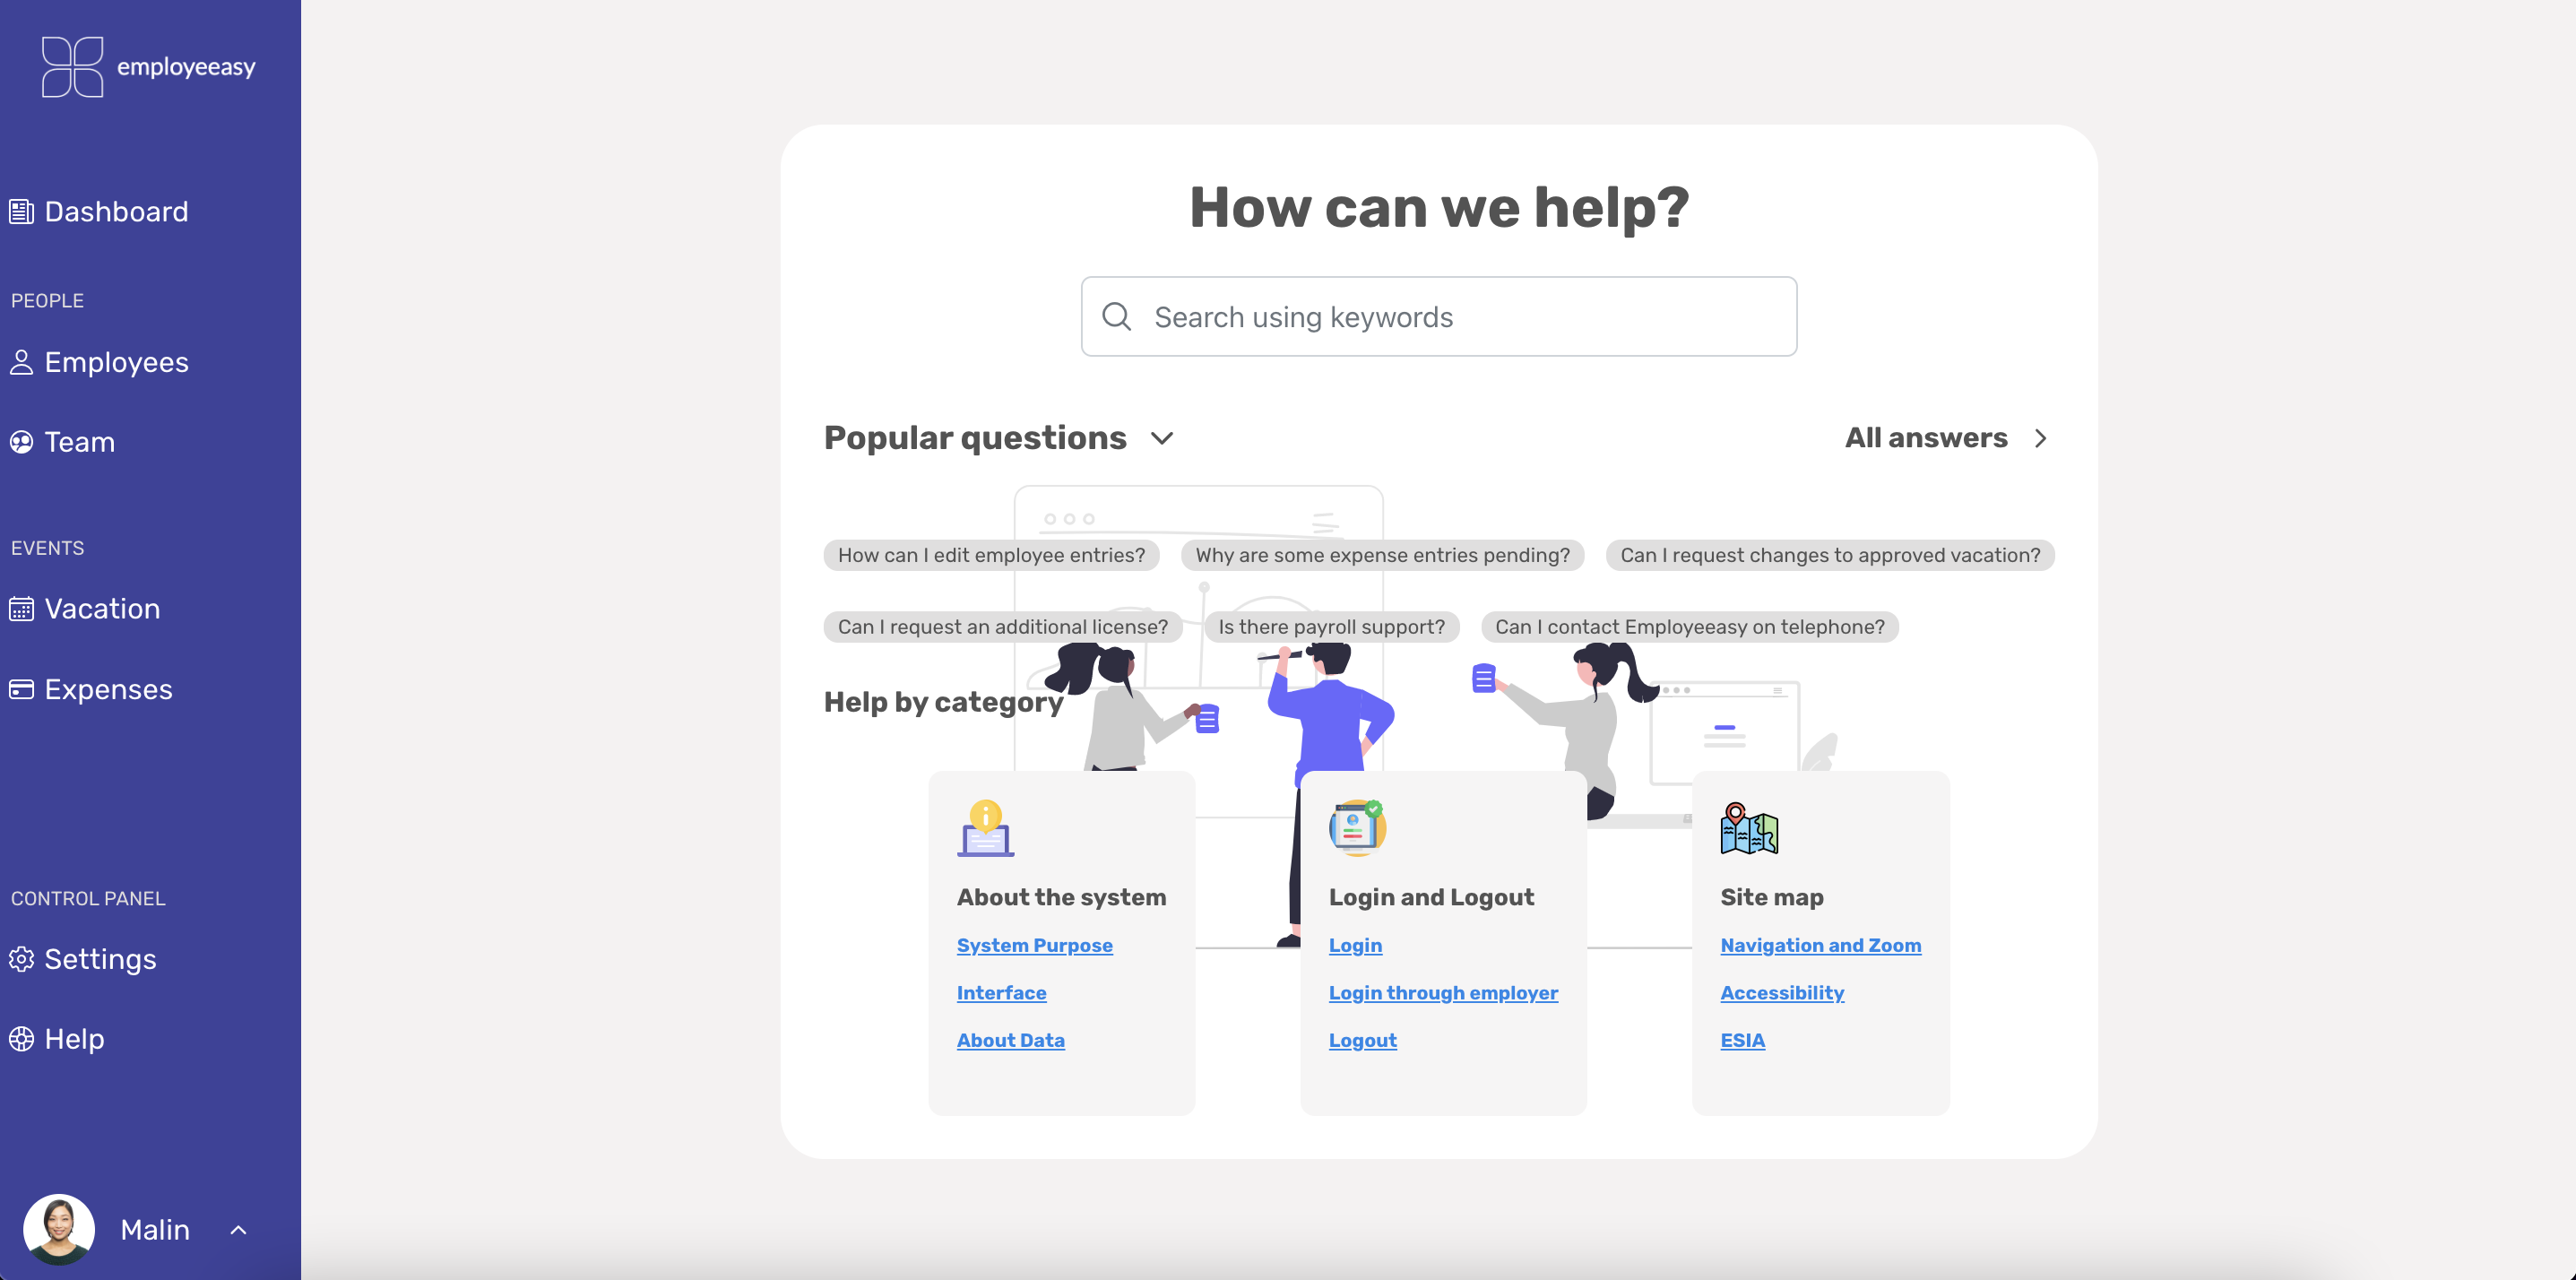 employeeasy
Dashboard
PEOPLE
Employees
Team
EVENTS
Vacation
Expenses
CONTROL PANEL
Settings
Help
Malin
How can we help?
Search using keywords
Popular questions
All answers
How can I edit employee entries?
Why are some expense entries pending?
Can I request changes to approved vacation?
Can I request an additional license?
Is there payroll support?
Can I contact Employeeasy on telephone?
Help by category
About the system
System Purpose
Interface
About Data
Login and Logout
Login
Login through employer
Logout
Site map
Navigation and Zoom
Accessibility
ESIA